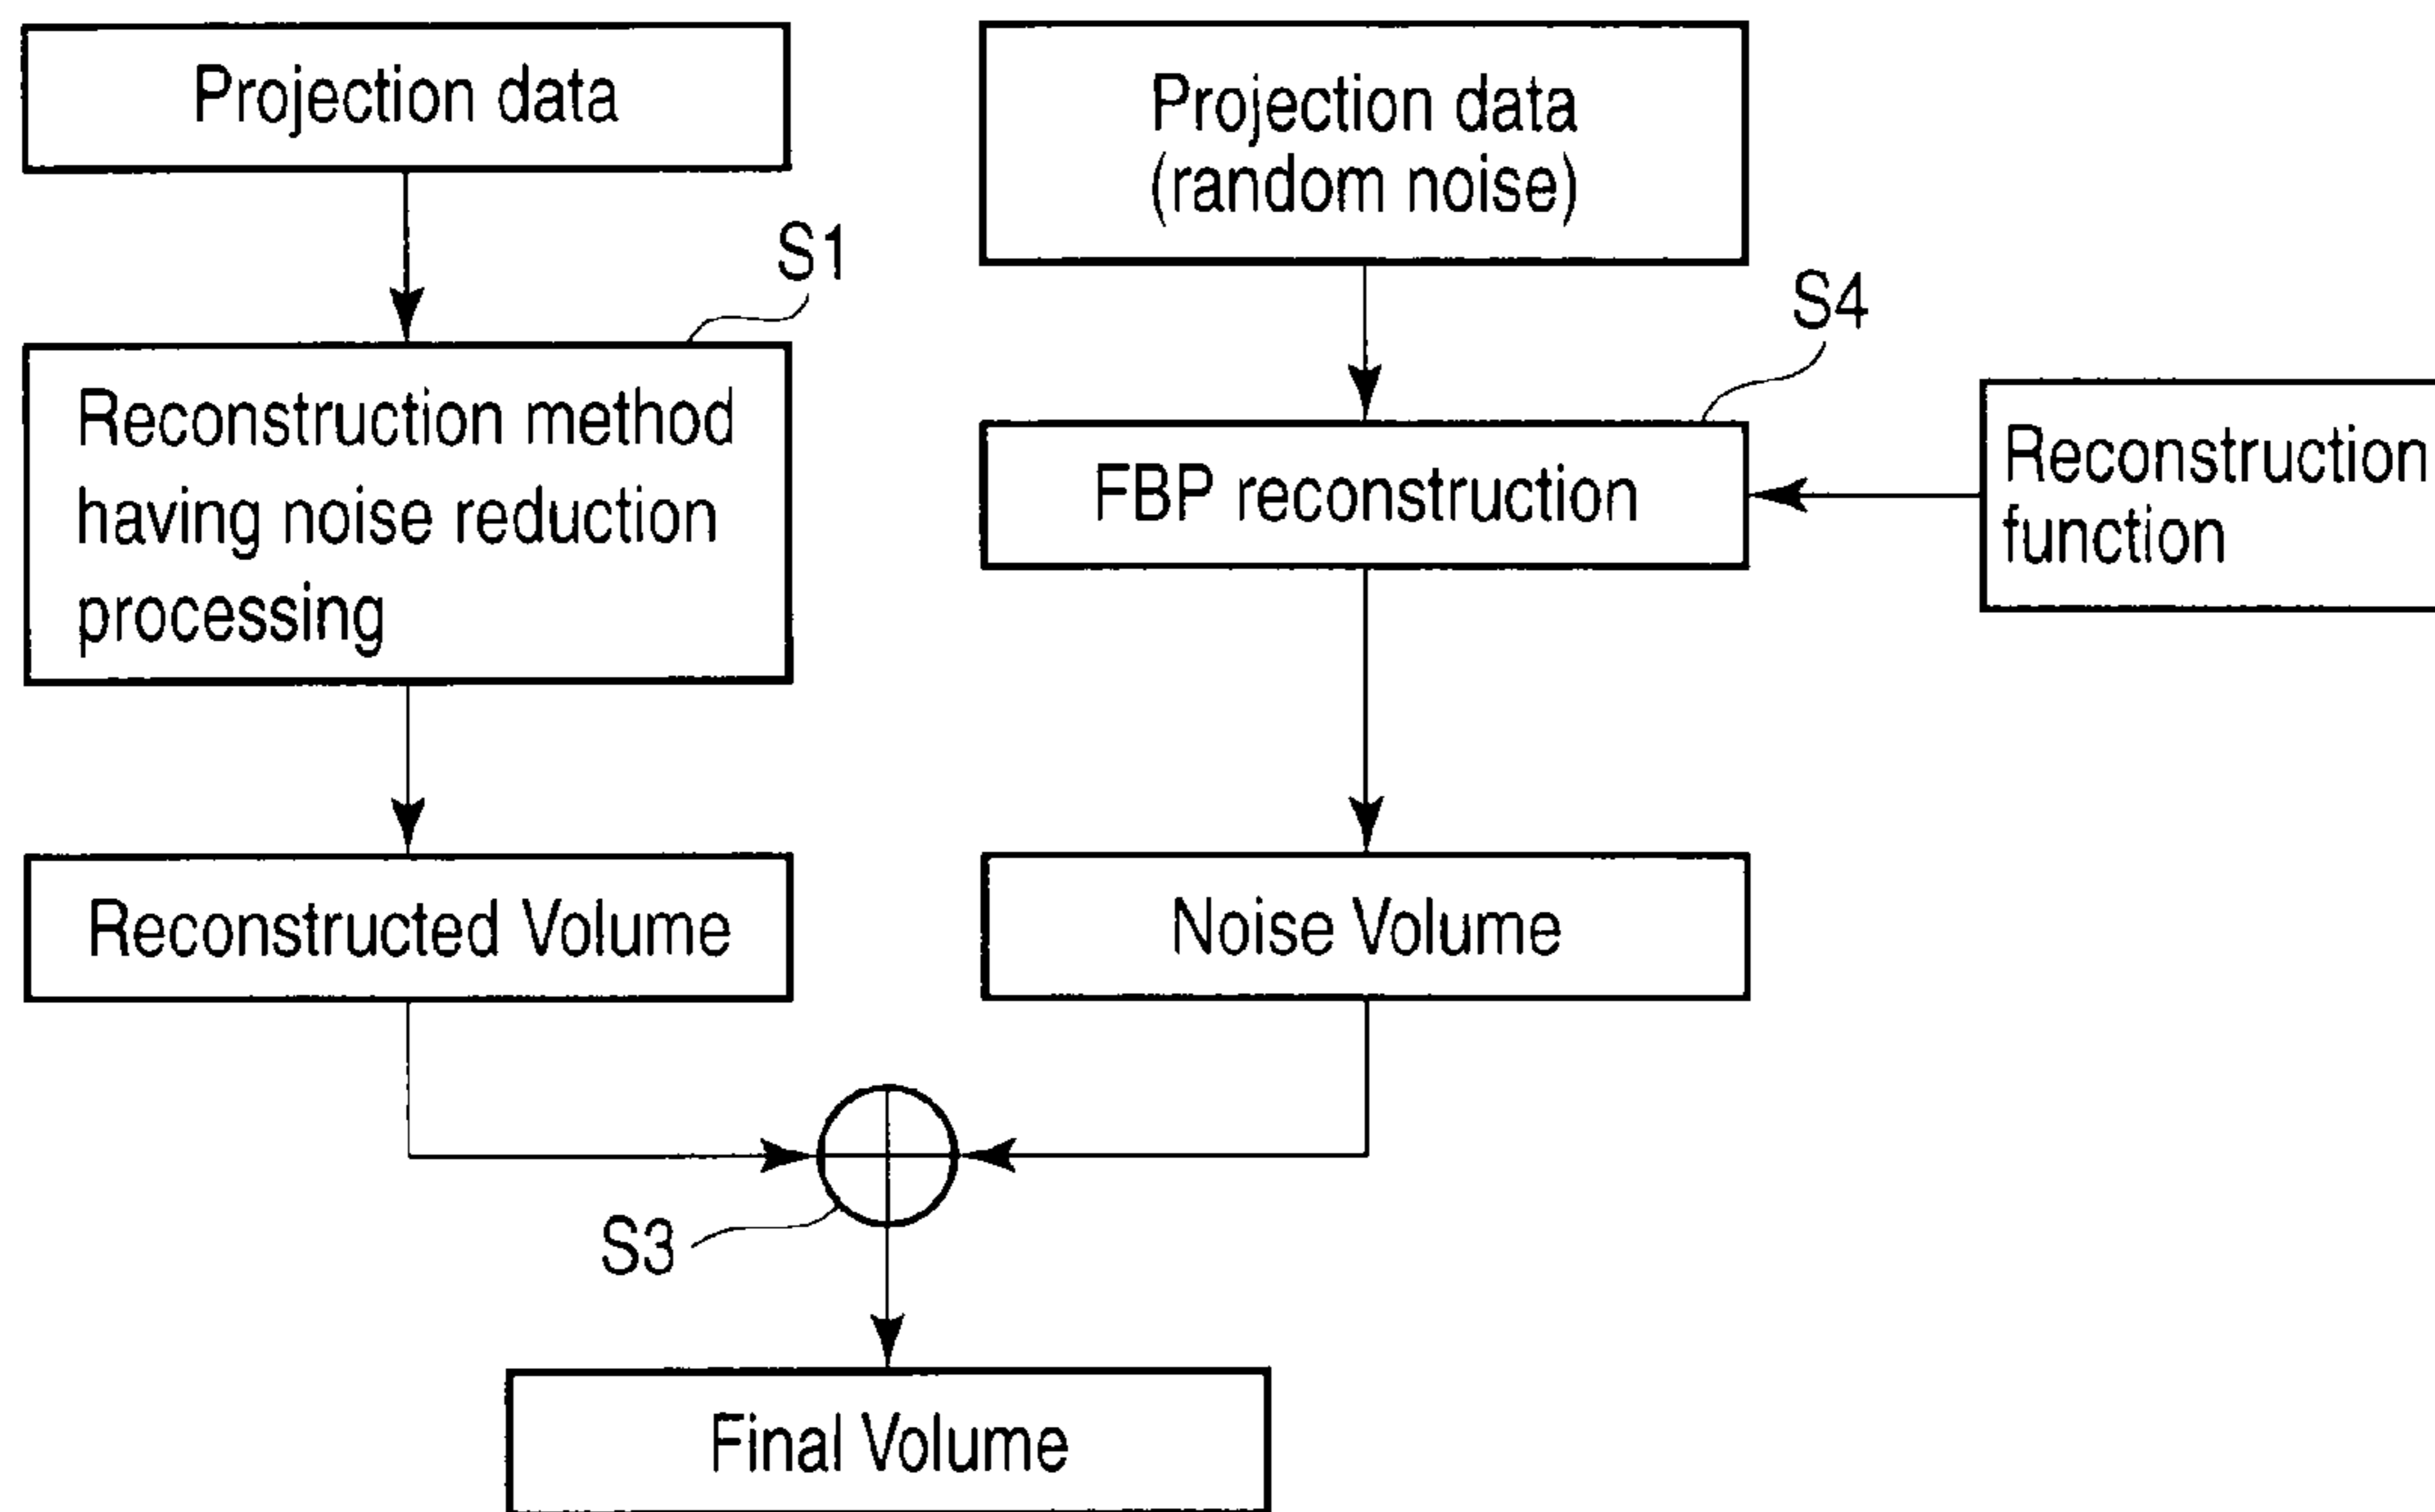 Projection data
Projection data
(random noise)
S1
S4
Reconstruction method
having noise reduction
processing
FBP reconstruction
Reconstruction
function
Reconstructed Volume
Noise Volume
S3
Final Volume